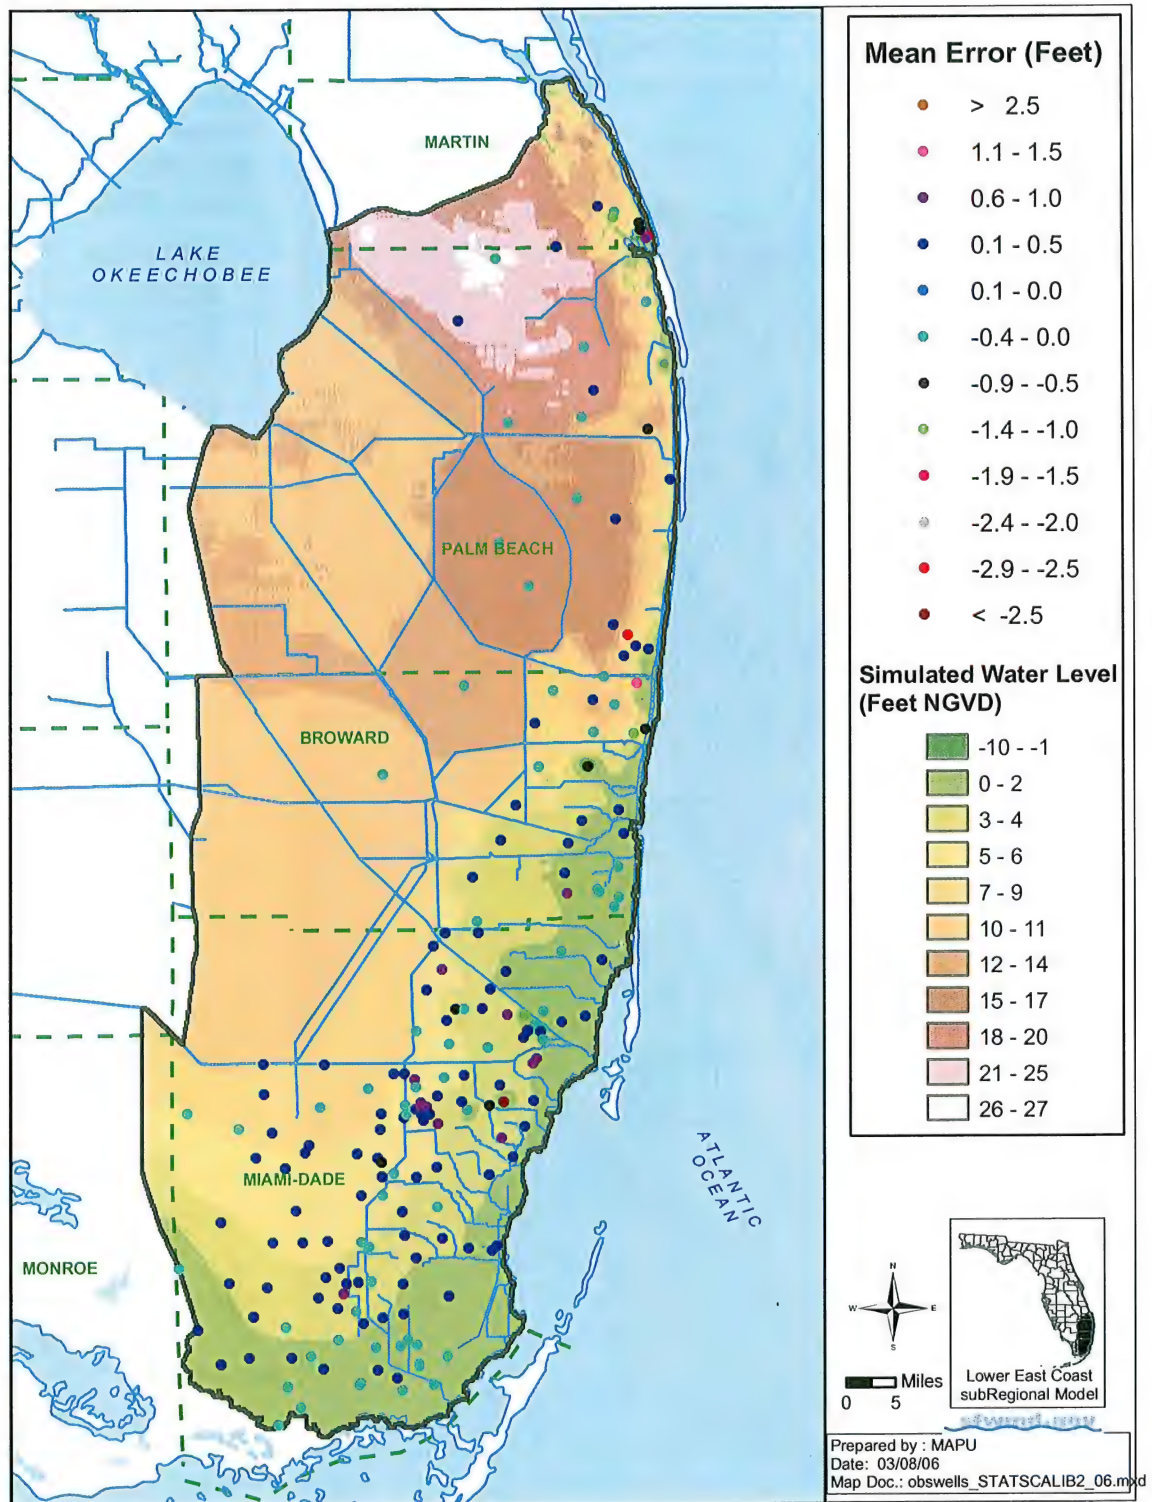 MARTIN
LAKE
OKEECHOBEE
PALM BEACH
BROWARD
MIAMI-DADE
MONROE
ATLANTIC
OCEAN
Mean Error (Feet)
> 2.5
1.1 - 1.5
0.6 - 1.0
0.1 - 0.5
0.1 - 0.0
-0.4 - 0.0
-0.9 - -0.5
-1.4 - -1.0
-1.9 - -1.5
-2.4 - -2.0
-2.9 - -2.5
< -2.5
Simulated Water Level
(Feet NGVD)
-10 - -1
0 - 2
3 - 4
5 - 6
7 - 9
10 - 11
12 - 14
15 - 17
18 - 20
21 - 25
26 - 27
N
W E
S
Miles
0 5
Lower East Coast
subRegional Model
sfwmd.gov
Prepared by : MAPU
Date: 03/08/06
Map Doc.: obswells_STATSCALIB2_06.mxd